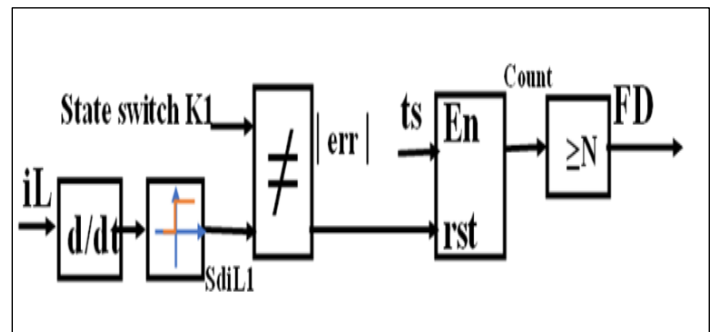 State switch K1
iL
d/dt
SdiL1
≠
| err |
ts
En
rst
Count
≥N
FD